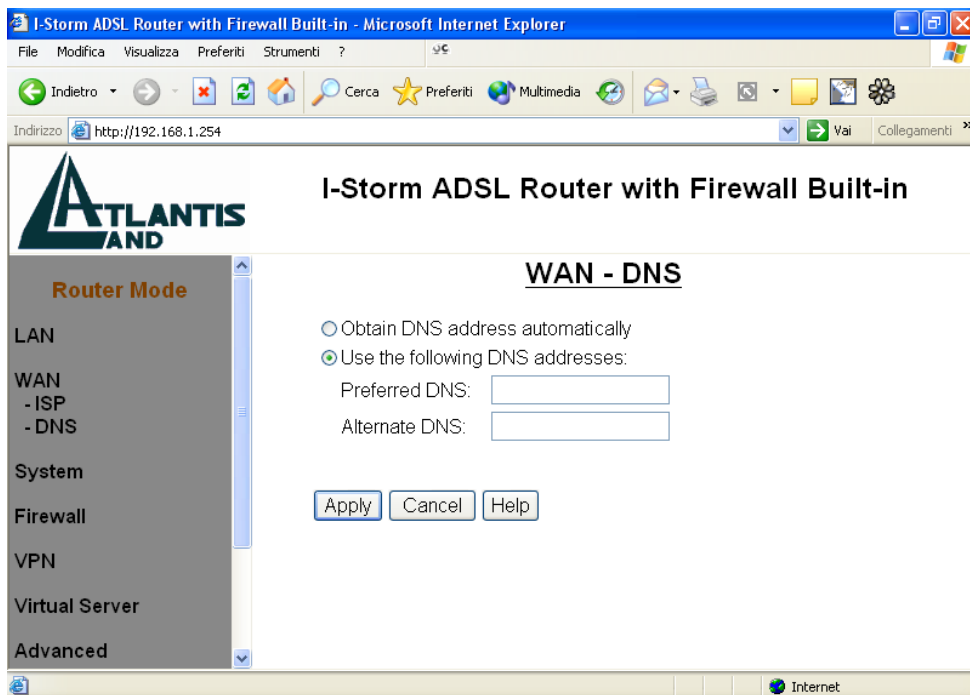 I-Storm ADSL Router with Firewall Built-in - Microsoft Internet Explorer
File Modifica Visualizza Preferiti Strumenti ?
Indietro Cerca Preferiti Multimedia
Indirizzo http://192.168.1.254 Vai Collegamenti »
ATLANTIS
LAND
I-Storm ADSL Router with Firewall Built-in
Router Mode
LAN
WAN
- ISP
- DNS
System
Firewall
VPN
Virtual Server
Advanced
WAN - DNS
Obtain DNS address automatically
Use the following DNS addresses:
Preferred DNS:
Alternate DNS:
Apply Cancel Help
Internet